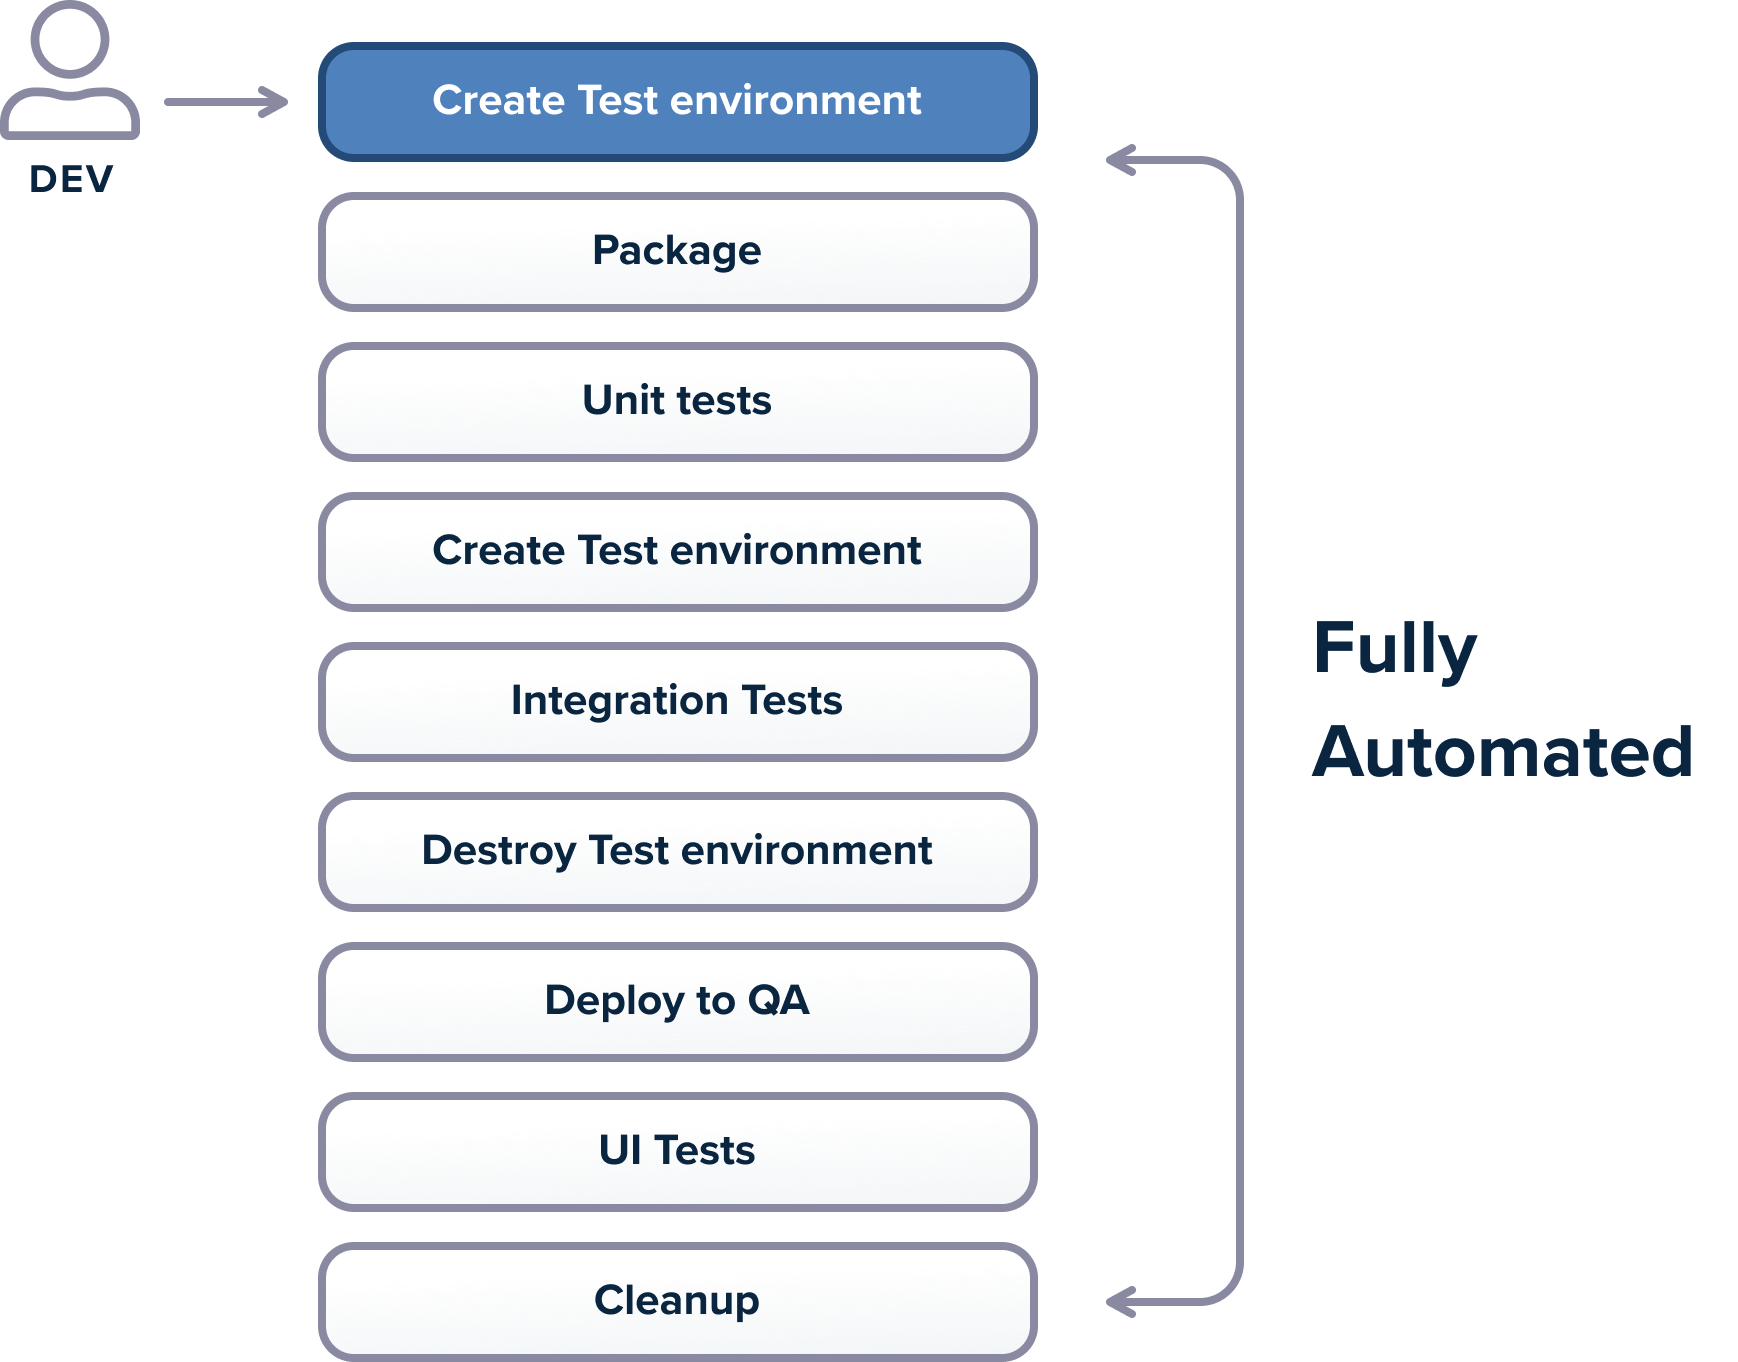 Create Test environment
DEV
Package
Unit tests
Create Test environment
Integration Tests
Fully
Automated
Destroy Test environment
Deploy to QA
UI Tests
Cleanup